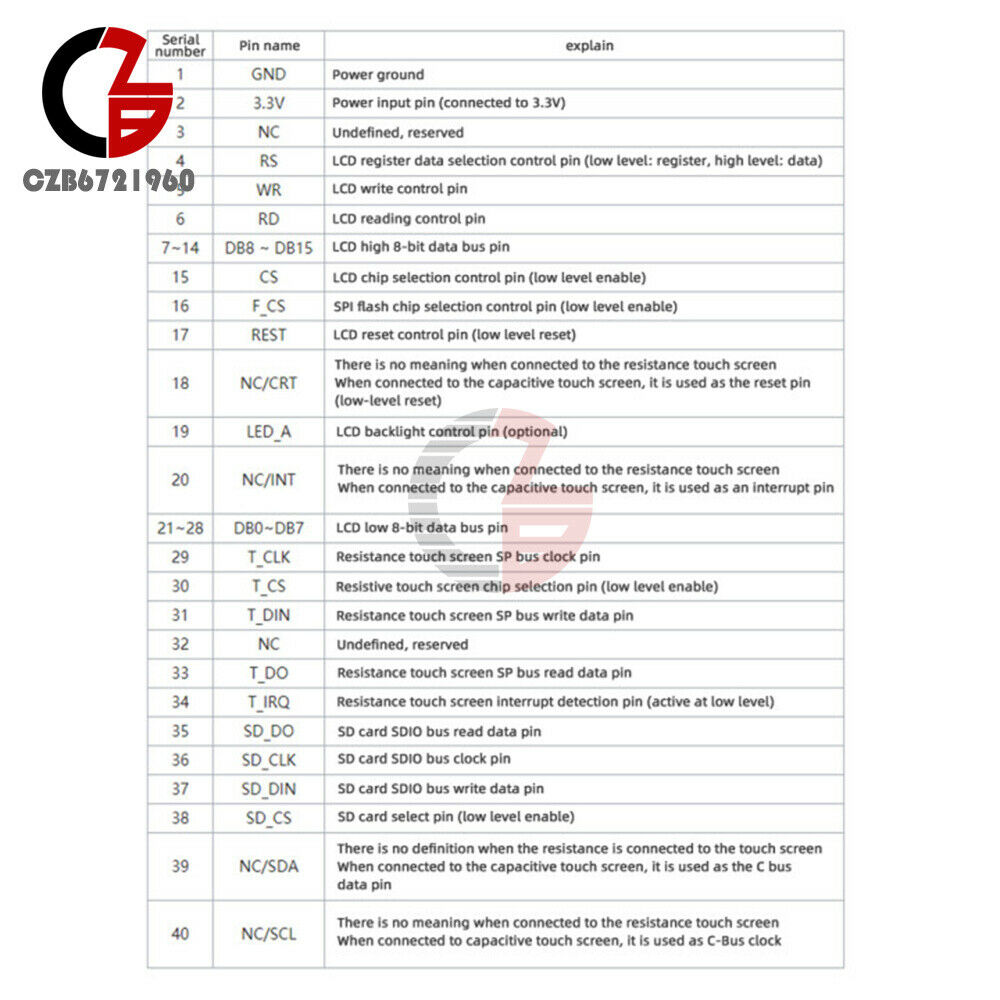 CZB6721960
Serial number Pin name explain
1 GND Power ground
2 3.3V Power input pin (connected to 3.3V)
3 NC Undefined, reserved
4 RS LCD register data selection control pin (low level: register, high level: data)
5 WR LCD write control pin
6 RD LCD reading control pin
7~14 DB8 ~ DB15 LCD high 8-bit data bus pin
15 CS LCD chip selection control pin (low level enable)
16 F_CS SPI flash chip selection control pin (low level enable)
17 REST LCD reset control pin (low level reset)
There is no meaning when connected to the resistance touch screen
18 NC/CRT When connected to the capacitive touch screen, it is used as the reset pin
(low-level reset)
19 LED_A LCD backlight control pin (optional)
20 NC/INT There is no meaning when connected to the resistance touch screen
When connected to the capacitive touch screen, it is used as an interrupt pin
21~28 DB0~DB7 LCD low 8-bit data bus pin
29 T_CLK Resistance touch screen SP bus clock pin
30 T_CS Resistive touch screen chip selection pin (low level enable)
31 T_DIN Resistance touch screen SP bus write data pin
32 NC Undefined, reserved
33 T_DO Resistance touch screen SP bus read data pin
34 T_IRQ Resistance touch screen interrupt detection pin (active at low level)
35 SD_DO SD card SDIO bus read data pin
36 SD_CLK SD card SDIO bus clock pin
37 SD_DIN SD card SDIO bus write data pin
38 SD_CS SD card select pin (low level enable)
There is no definition when the resistance is connected to the touch screen
39 NC/SDA When connected to the capacitive touch screen, it is used as the C bus
data pin
40 NC/SCL There is no meaning when connected to the resistance touch screen
When connected to capacitive touch screen, it is used as C-Bus clock